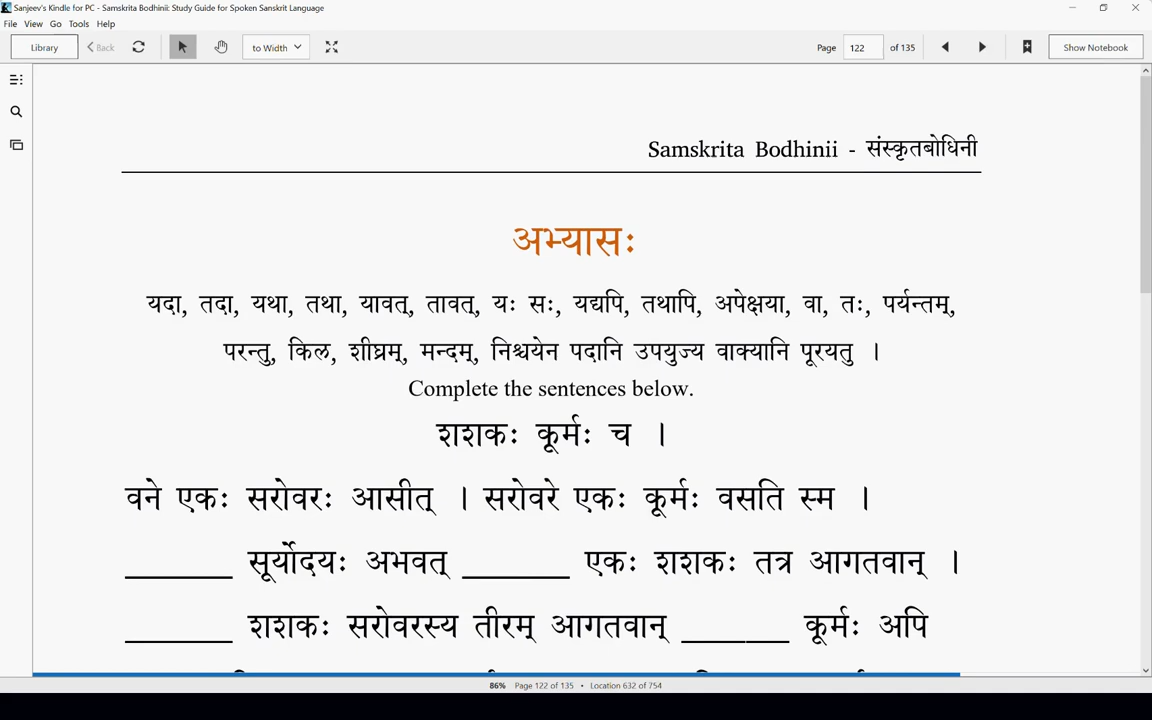 Sanjeev's Kindle for PC - Samskrita Bodhinii: Study Guide for Spoken Sanskrit Language
File View Go Tools Help
Library Back to Width Page 122 of 135 Show Notebook
Samskrita Bodhinii - संस्कृतबोधिनी
अभ्यासः
यदा, तदा, यथा, तथा, यावत्, तावत्, यः सः, यद्यपि, तथापि, अपेक्षया, वा, तः, पर्यन्तम्,
परन्तु, किल, शीघ्रम्, मन्दम्, निश्चयेन पदानि उपयुज्य वाक्यानि पूरयतु ।
Complete the sentences below.
शशकः कूर्मः च ।
वने एकः सरोवरः आसीत् । सरोवरे एकः कूर्मः वसति स्म ।
_______ सूर्योदयः अभवत् _______ एकः शशकः तत्र आगतवान् ।
_______ शशकः सरोवरस्य तीरम् आगतवान् _______ कूर्मः अपि
86% Page 122 of 135 • Location 632 of 754